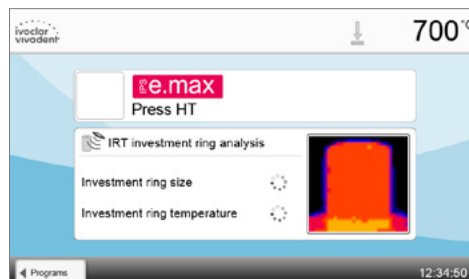 ivoclar
vivadent
700°C
IPS e.max
Press HT
IRT investment ring analysis
Investment ring size
Investment ring temperature
Programs
12:34:50